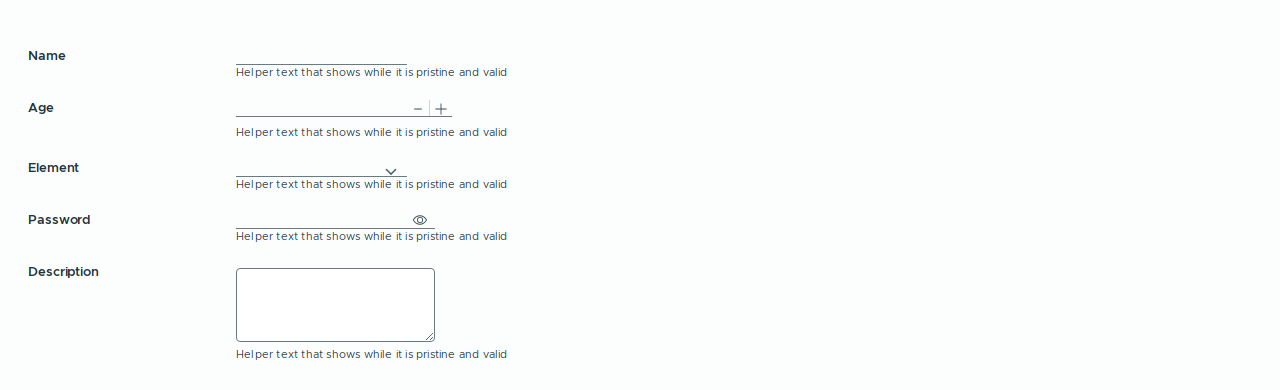 Name
Helper text that shows while it is pristine and valid
Age
Helper text that shows while it is pristine and valid
Element
Helper text that shows while it is pristine and valid
Password
Helper text that shows while it is pristine and valid
Description
Helper text that shows while it is pristine and valid